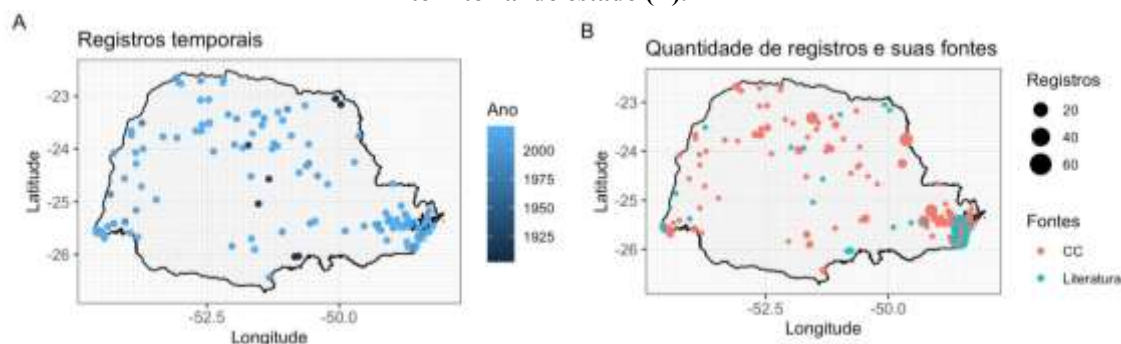 A
Registros temporais
-23
-24
-25
-26
Latitude
-52.5
-50.0
Longitude
Ano
2000
1975
1950
1925
B
Quantidade de registros e suas fontes
-23
-24
-25
-26
Latitude
-52.5
-50.0
Longitude
Registros
20
40
60
Fontes
CC
Literatura